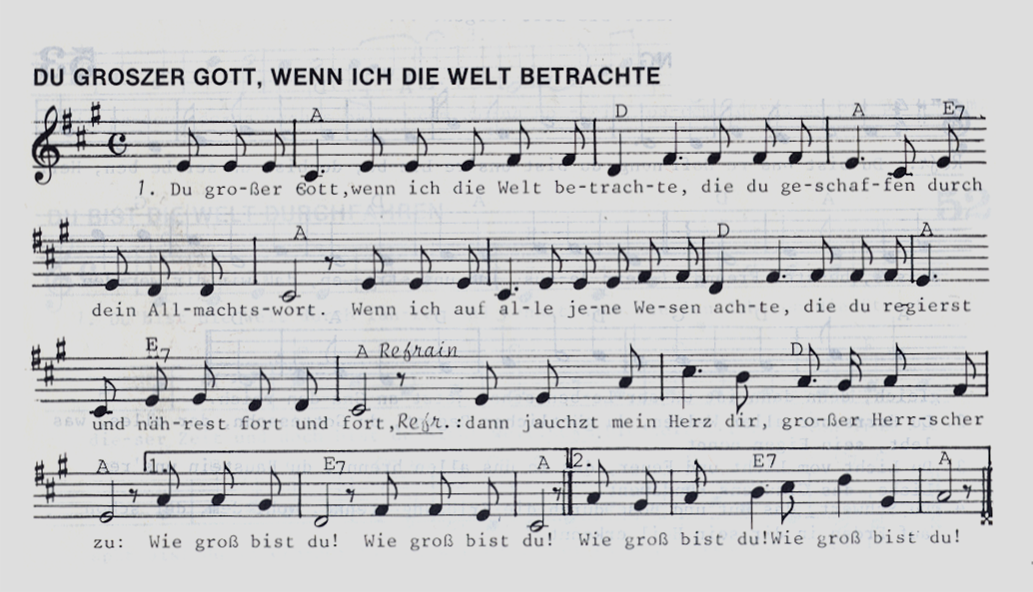 DU GROSZER GOTT, WENN ICH DIE WELT BETRACHTE
A D A E7
1. Du gro-ßer Gott,wenn ich die Welt be-trach-te, die du ge-schaf-fen durch
A D A
dein All-machts-wort. Wenn ich auf al-le je-ne We-sen ach-te, die du regierst
E7 A Refrain D
und näh-rest fort und fort,Refr.:dann jauchzt mein Herz dir, gro-ßer Herr-scher
A 1. E7 A 2. E7 A
zu: Wie groß bist du! Wie groß bist du! Wie groß bist du!Wie groß bist du!